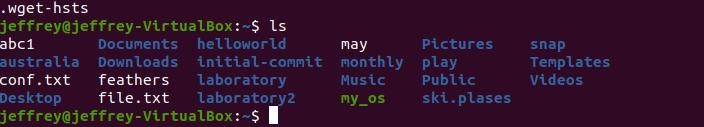 .wget-hsts
jeffrey@jeffrey-VirtualBox:~$ ls
abc1 Documents helloworld may Pictures snap
australia Downloads initial-commit monthly play Templates
conf.txt feathers laboratory Music Public Videos
Desktop file.txt laboratory2 my_os ski.plases
jeffrey@jeffrey-VirtualBox:~$